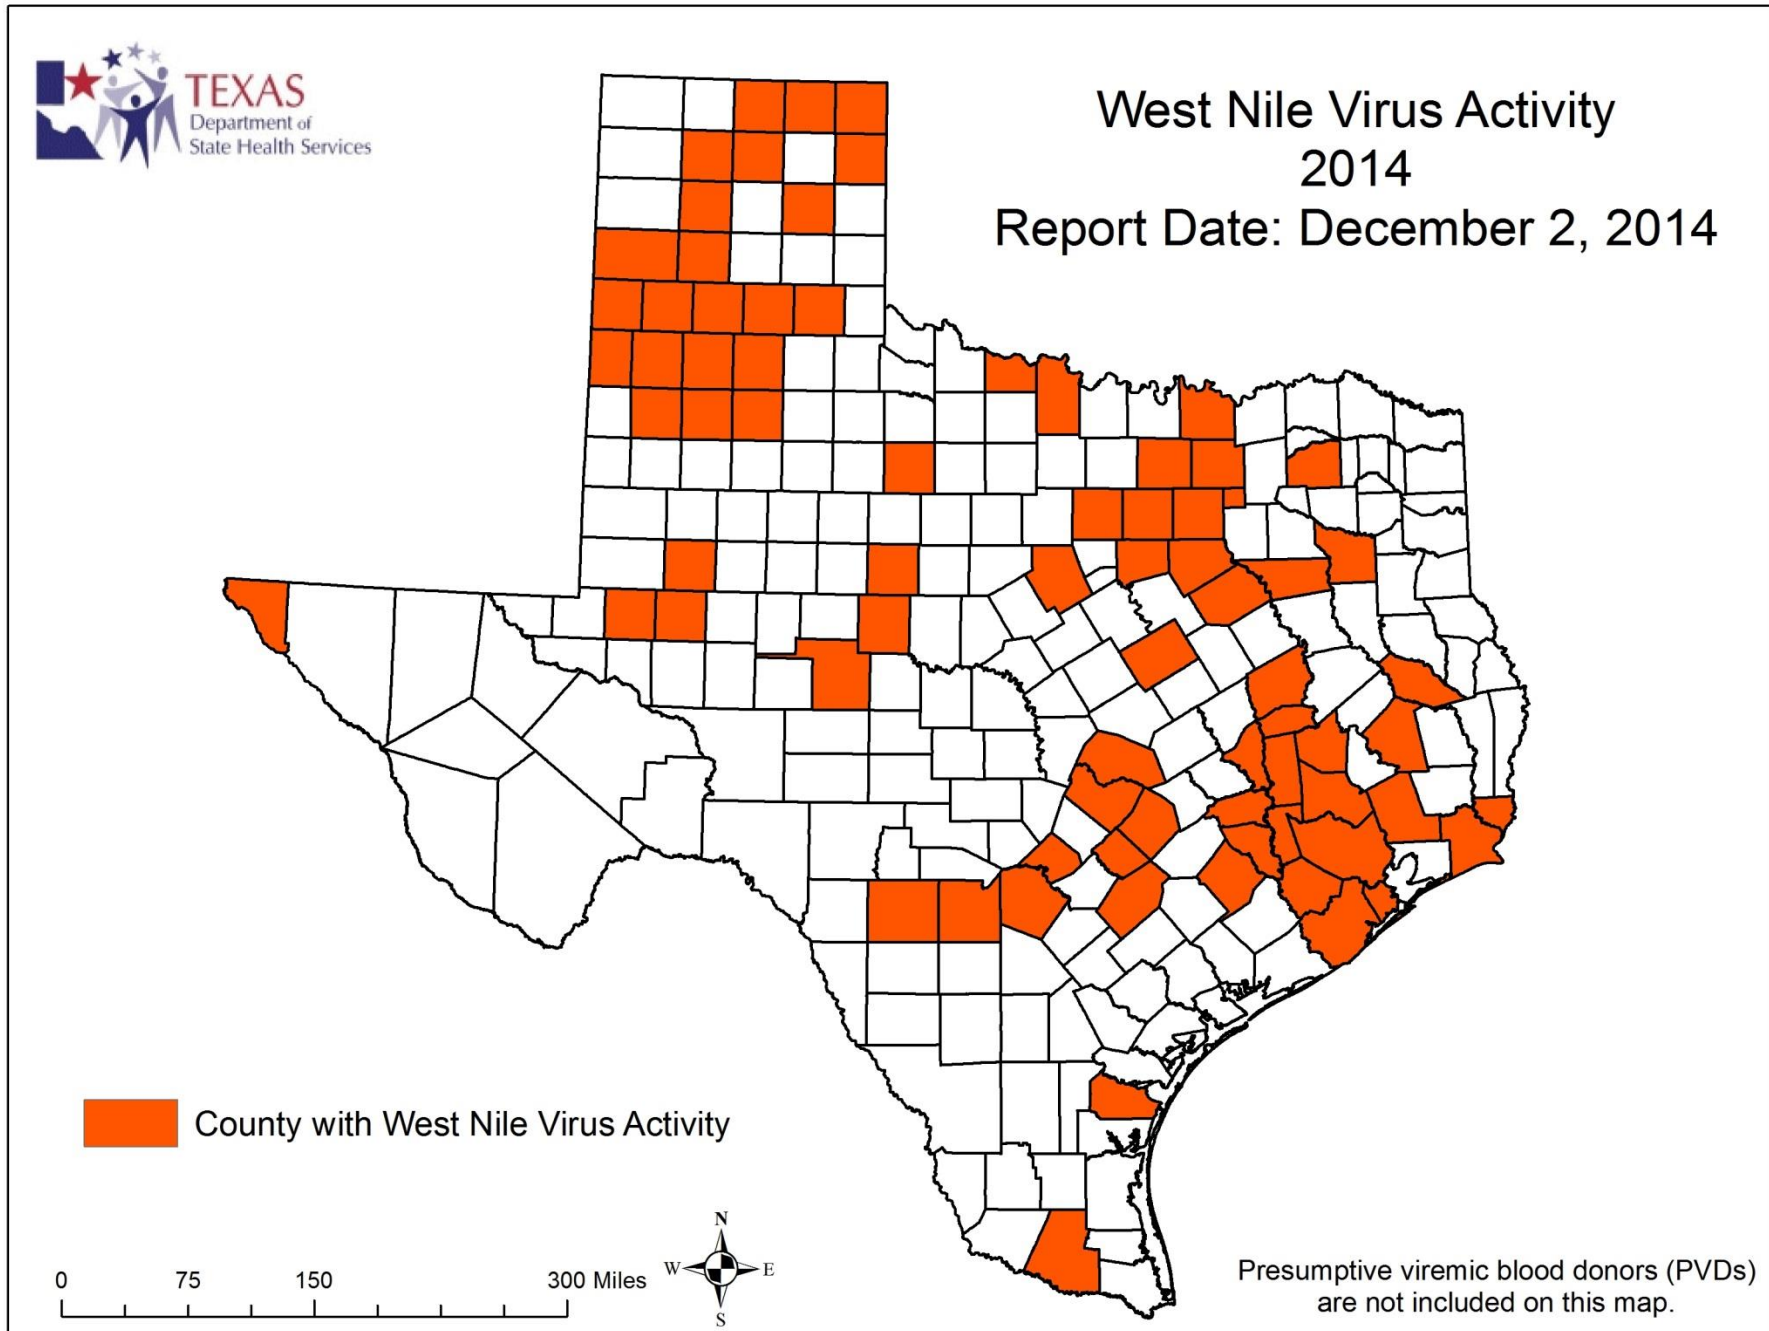 TEXAS
Department of
State Health Services
West Nile Virus Activity
2014
Report Date: December 2, 2014
County with West Nile Virus Activity
0 75 150 300 Miles
N
W E
S
Presumptive viremic blood donors (PVDs)
are not included on this map.